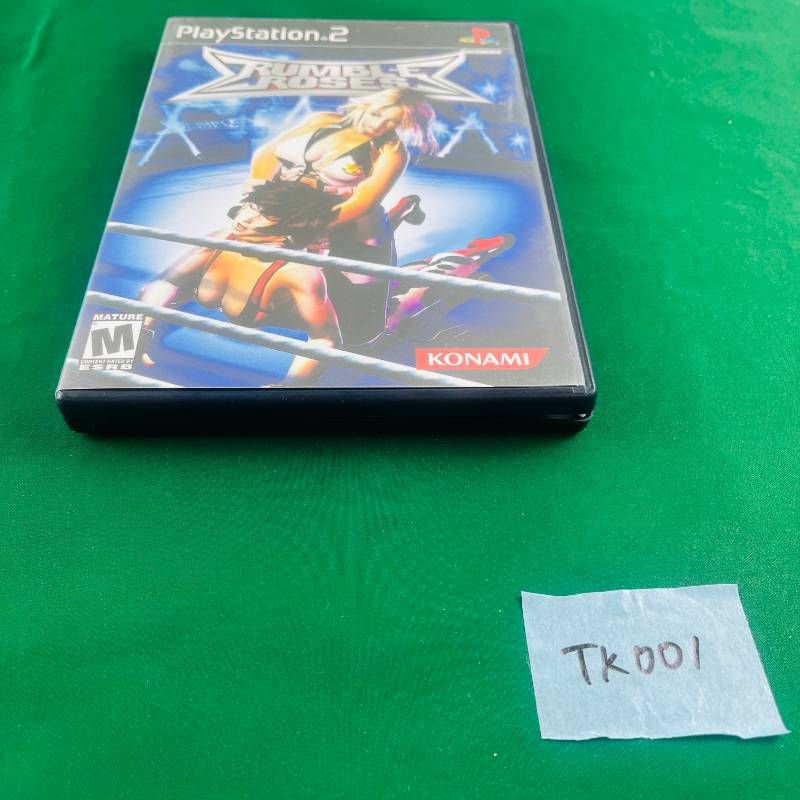 PlayStation.2
RUMBLE
ROSES
MATURE
M
CONTENT RATED BY
ESRB
KONAMI
TK001